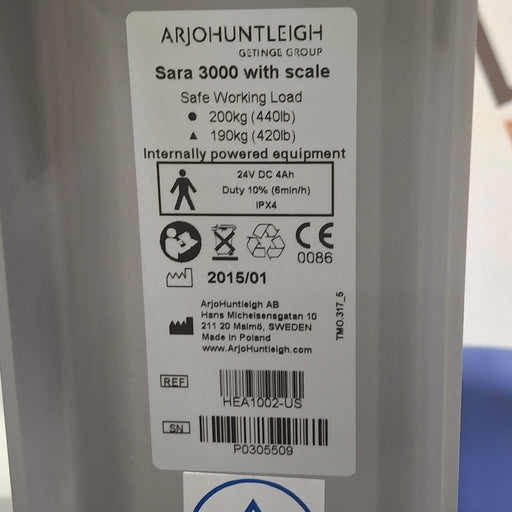 ARJOHUNTLEIGH
GETINGE GROUP
Sara 3000 with scale
Safe Working Load
● 200kg (440lb)
▲ 190kg (420lb)
Internally powered equipment
24V DC 4Ah
Duty 10% (6min/h)
IPX4
CE
0086
2015/01
ArjoHuntleigh AB
Hans Michelsensgatan 10
211 20 Malmö, SWEDEN
Made in Poland
www.ArjoHuntleigh.com
TMO.317_5
REF
HEA1002-US
SN
P0305509